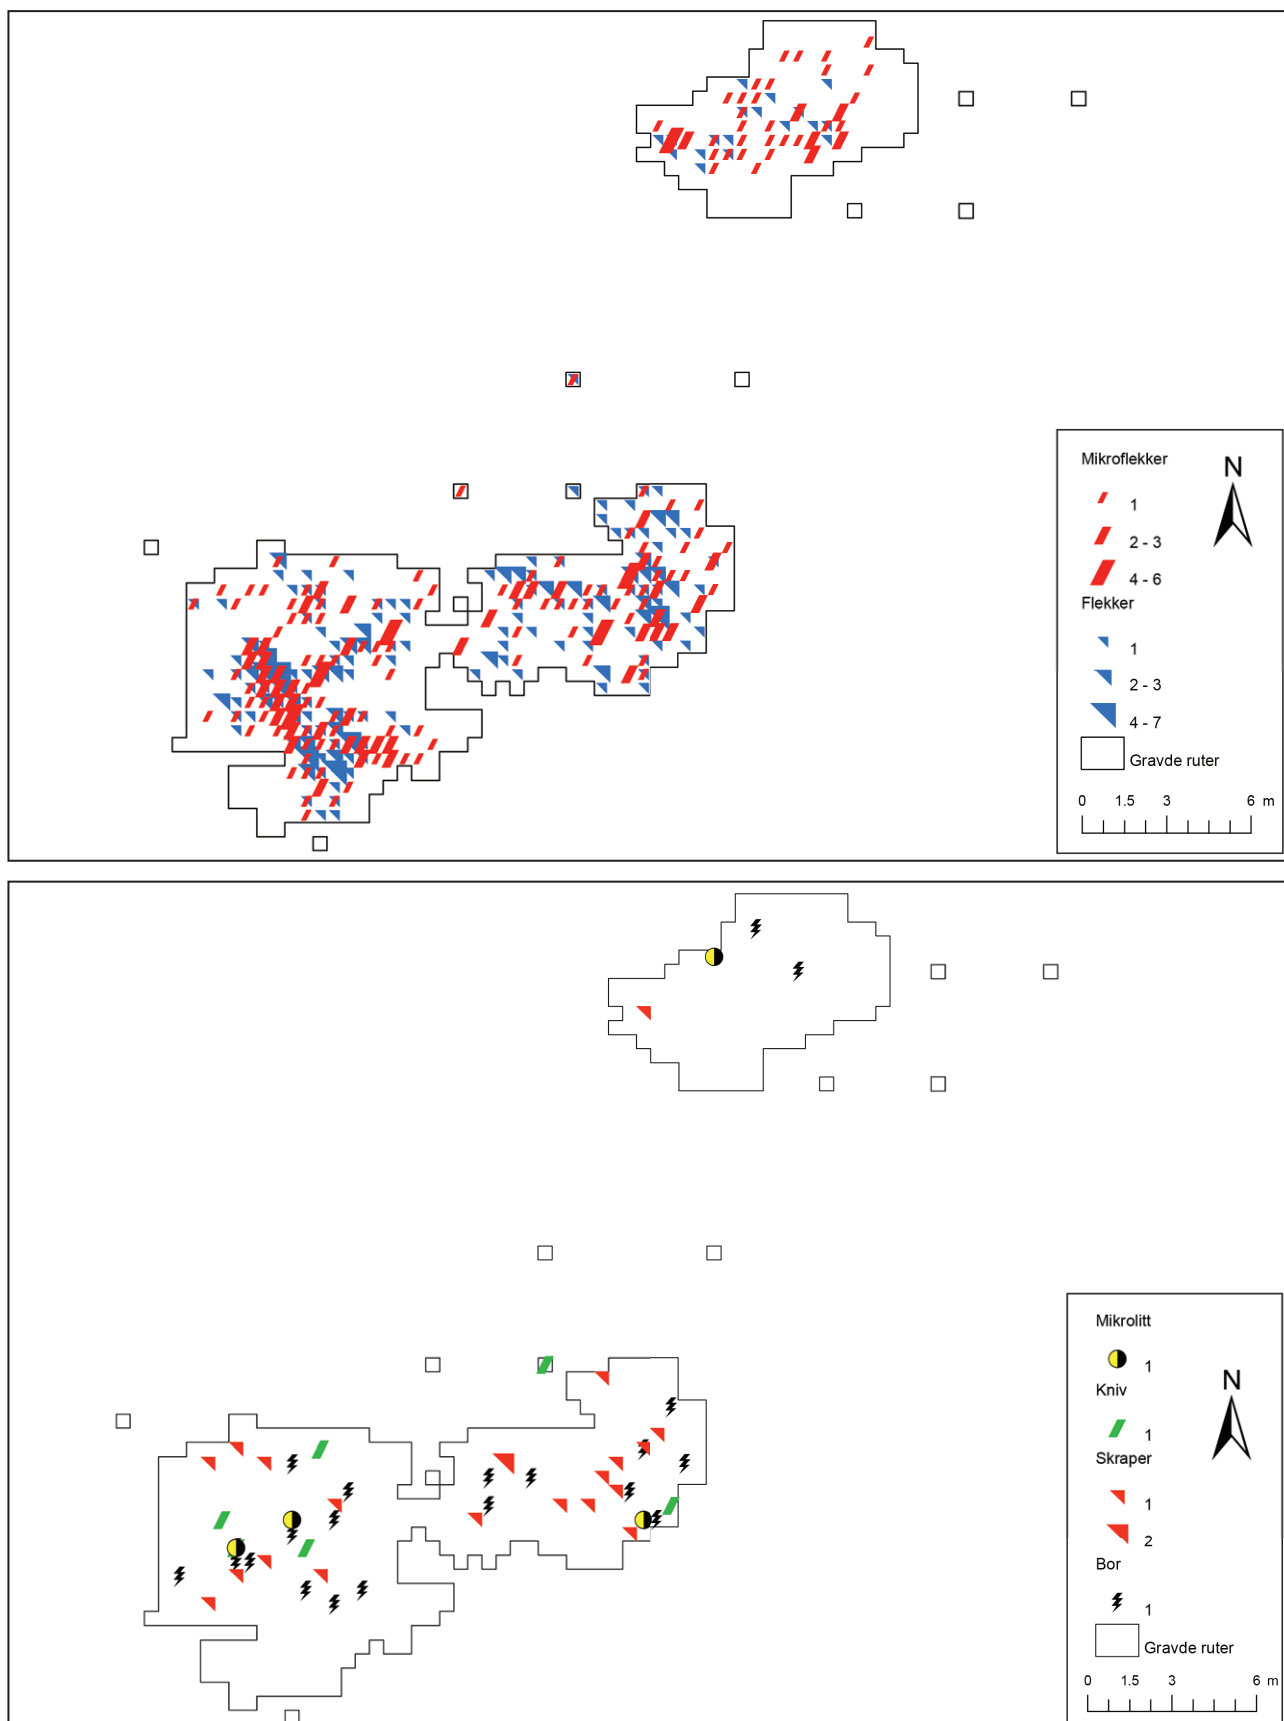 Mikroflekker
N
1
2 - 3
4 - 6
Flekker
1
2 - 3
4 - 7
Gravde ruter
0 1.5 3 6 m
Mikrolitt
1
N
Kniv
1
Skraper
1
2
Bor
1
Gravde ruter
0 1.5 3 6 m